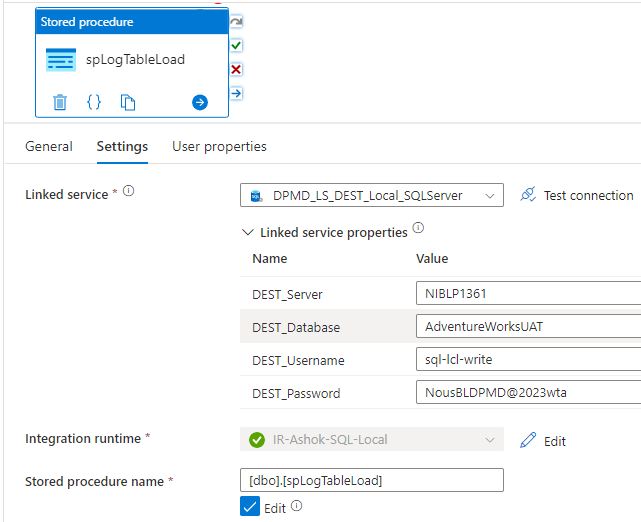 Stored procedure
spLogTableLoad
General Settings User properties
Linked service * DPMD_LS_DEST_Local_SQLServer Test connection
Linked service properties
Name Value
DEST_Server NIBLP1361
DEST_Database AdventureWorksUAT
DEST_Username sql-lcl-write
DEST_Password NousBLDPMD@2023wta
Integration runtime * IR-Ashok-SQL-Local Edit
Stored procedure name * [dbo].[spLogTableLoad]
Edit